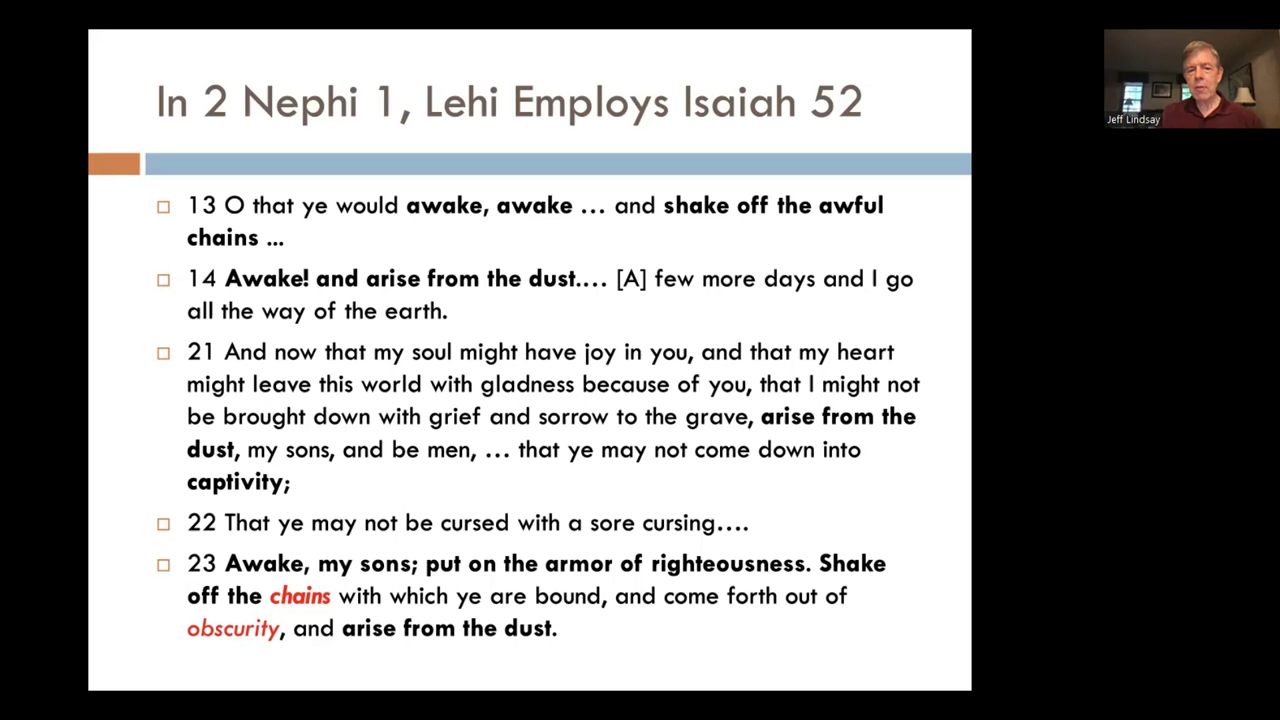 In 2 Nephi 1, Lehi Employs Isaiah 52
Jeff Lindsay
13 O that ye would awake, awake … and shake off the awful
chains ...
14 Awake! and arise from the dust.… [A] few more days and I go
all the way of the earth.
21 And now that my soul might have joy in you, and that my heart
might leave this world with gladness because of you, that I might not
be brought down with grief and sorrow to the grave, arise from the
dust, my sons, and be men, … that ye may not come down into
captivity;
22 That ye may not be cursed with a sore cursing….
23 Awake, my sons; put on the armor of righteousness. Shake
off the chains with which ye are bound, and come forth out of
obscurity, and arise from the dust.